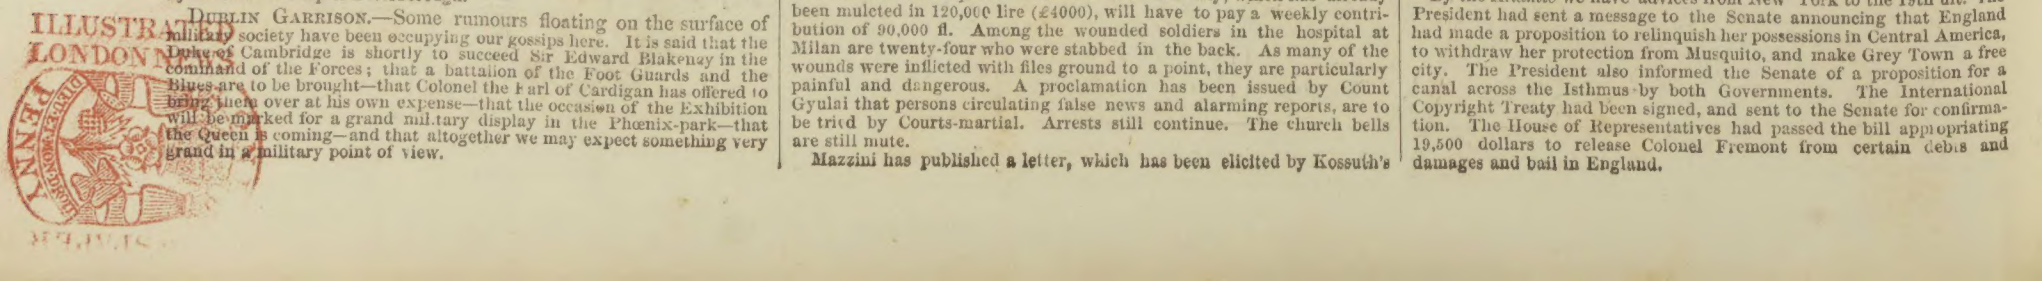 ILLUSTRATED
LONDON NEWS
PENNY
DUBLIN GARRISON.—Some rumours floating on the surface of
military society have been occupying our gossips here. It is said that the
Duke of Cambridge is shortly to succeed Sir Edward Blakeney in the
command of the Forces; that a battalion of the Foot Guards and the
Blues are to be brought—that Colonel the Earl of Cardigan has offered to
bring them over at his own expense—that the occasion of the Exhibition
will be marked for a grand military display in the Phœnix-park—that
the Queen is coming—and that altogether we may expect something very
grand in a military point of view.
been mulcted in 120,000 lire (£4000), will have to pay a weekly contri-
bution of 90,000 fl. Among the wounded soldiers in the hospital at
Milan are twenty-four who were stabbed in the back. As many of the
wounds were inflicted with files ground to a point, they are particularly
painful and dangerous. A proclamation has been issued by Count
Gyulai that persons circulating false news and alarming reports, are to
be tried by Courts-martial. Arrests still continue. The church bells
are still mute.
Mazzini has published a letter, which has been elicited by Kossuth's
President had sent a message to the Senate announcing that England
had made a proposition to relinquish her possessions in Central America,
to withdraw her protection from Musquito, and make Grey Town a free
city. The President also informed the Senate of a proposition for a
canal across the Isthmus by both Governments. The International
Copyright Treaty had been signed, and sent to the Senate for confirma-
tion. The House of Representatives had passed the bill appropriating
19,500 dollars to release Colonel Fremont from certain debts and
damages and bail in England.